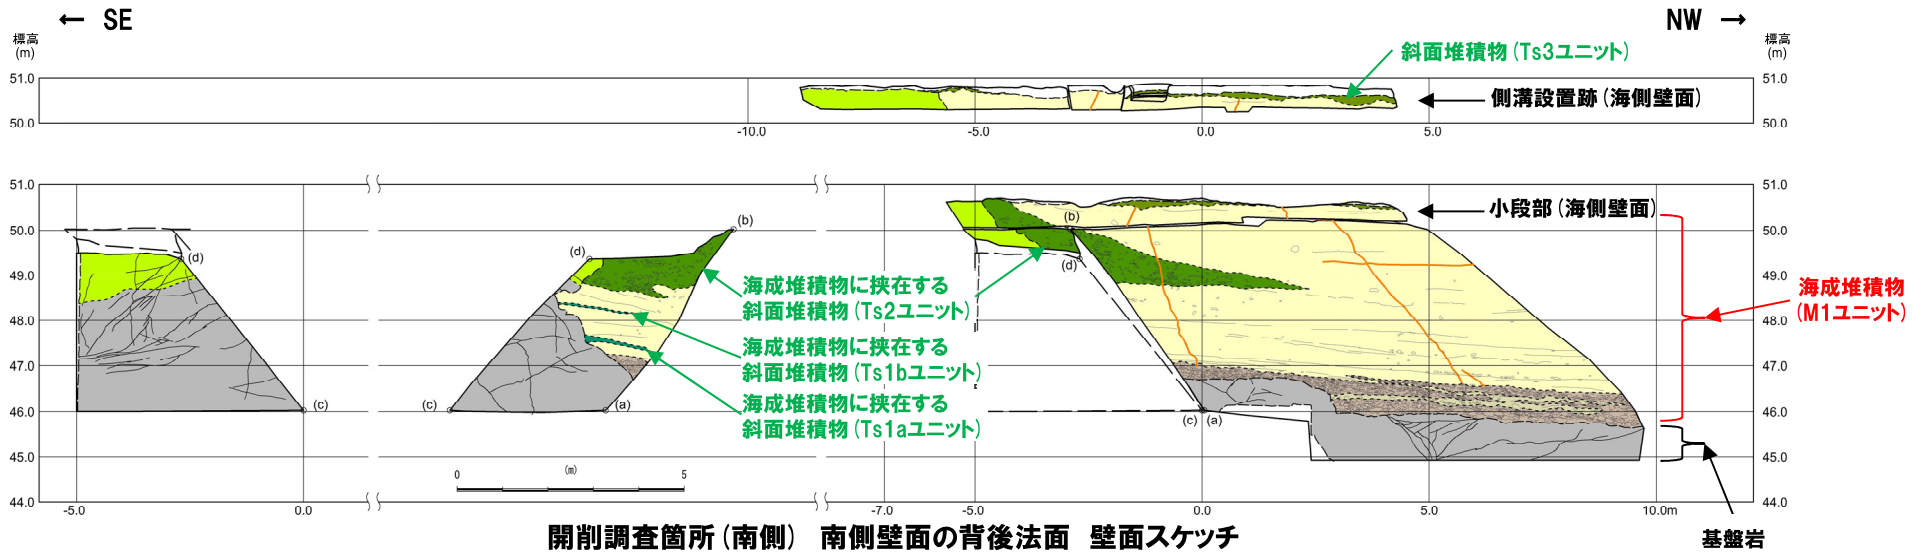 ← SE
NW →
標高
(m)
標高
(m)
斜面堆積物(Ts3ユニット)
51.0
51.0
側溝設置跡(海側壁面)
50.0
50.0
-10.0
-5.0
0.0
5.0
51.0
51.0
小段部(海側壁面)
(b)
(b)
50.0
50.0
(d)
(d)
(d)
49.0
49.0
海成堆積物に挟在する
斜面堆積物(Ts2ユニット)
海成堆積物
(M1ユニット)
48.0
48.0
海成堆積物に挟在する
斜面堆積物(Ts1bユニット)
47.0
47.0
海成堆積物に挟在する
斜面堆積物(Ts1aユニット)
46.0
46.0
(c)
(c)
(a)
(c)
(a)
45.0
45.0
0
(m)
5
44.0
44.0
-5.0
0.0
-7.0
-5.0
0.0
5.0
10.0m
開削調査箇所(南側) 南側壁面の背後法面 壁面スケッチ
基盤岩